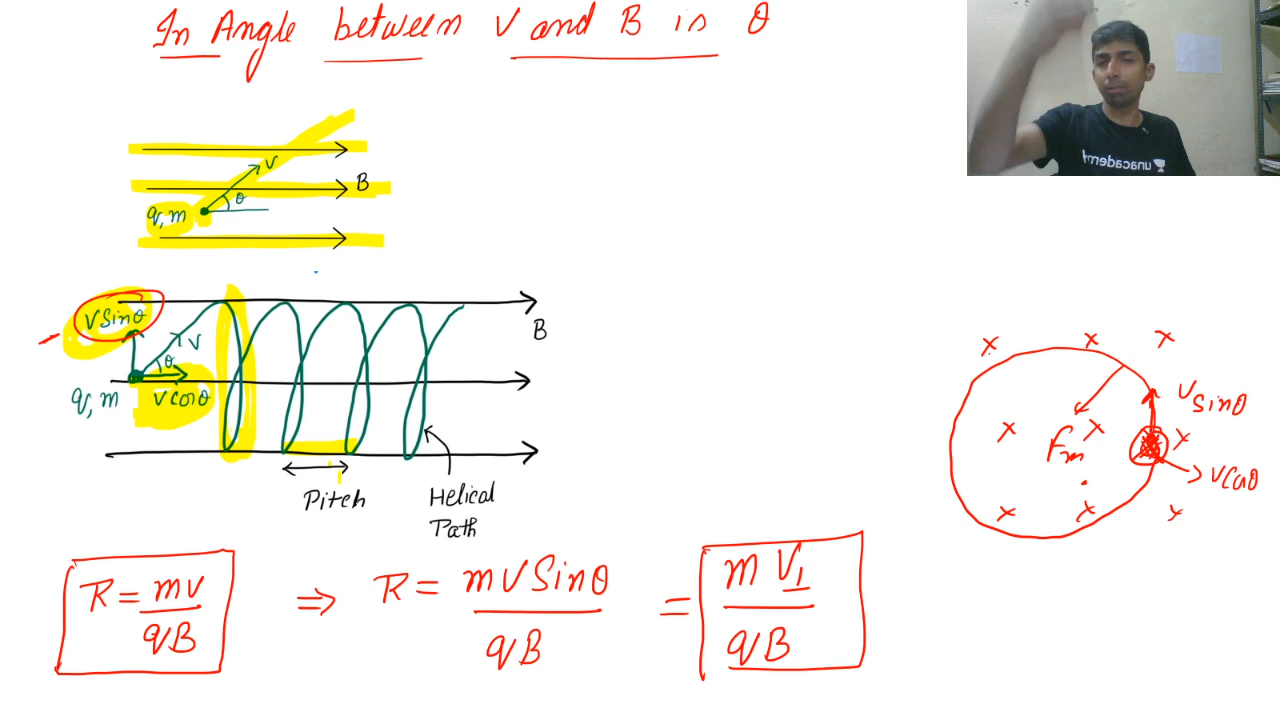 In Angle between V and B is θ
V
B
θ
q, m
unacademy
VSinθ
V
θ
q, m
VCosθ
B
Pitch
Helical
Path
x x x
VSinθ
x x x
Fm
VCosθ
x x x
R = mv/qB ⇒ R = mVSinθ/qB = mV⊥/qB